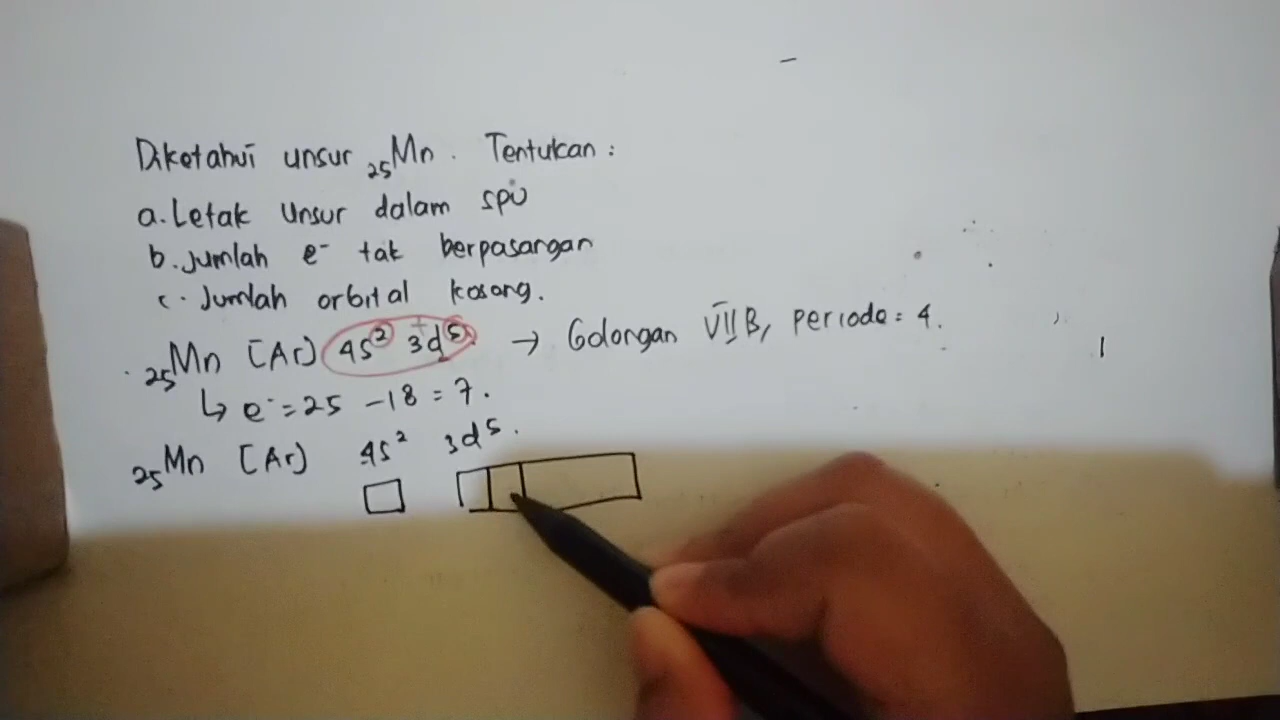 Diketahui unsur ₂₅Mn. Tentukan :
a. Letak Unsur dalam SPU
b. Jumlah e⁻ tak berpasangan
c. Jumlah orbital kosong.
₂₅Mn [Ar] 4s² 3d⁵ → Golongan VIIB, periode = 4.
↳ e⁻ = 25 - 18 = 7.
₂₅Mn [Ar] 4s² 3d⁵.